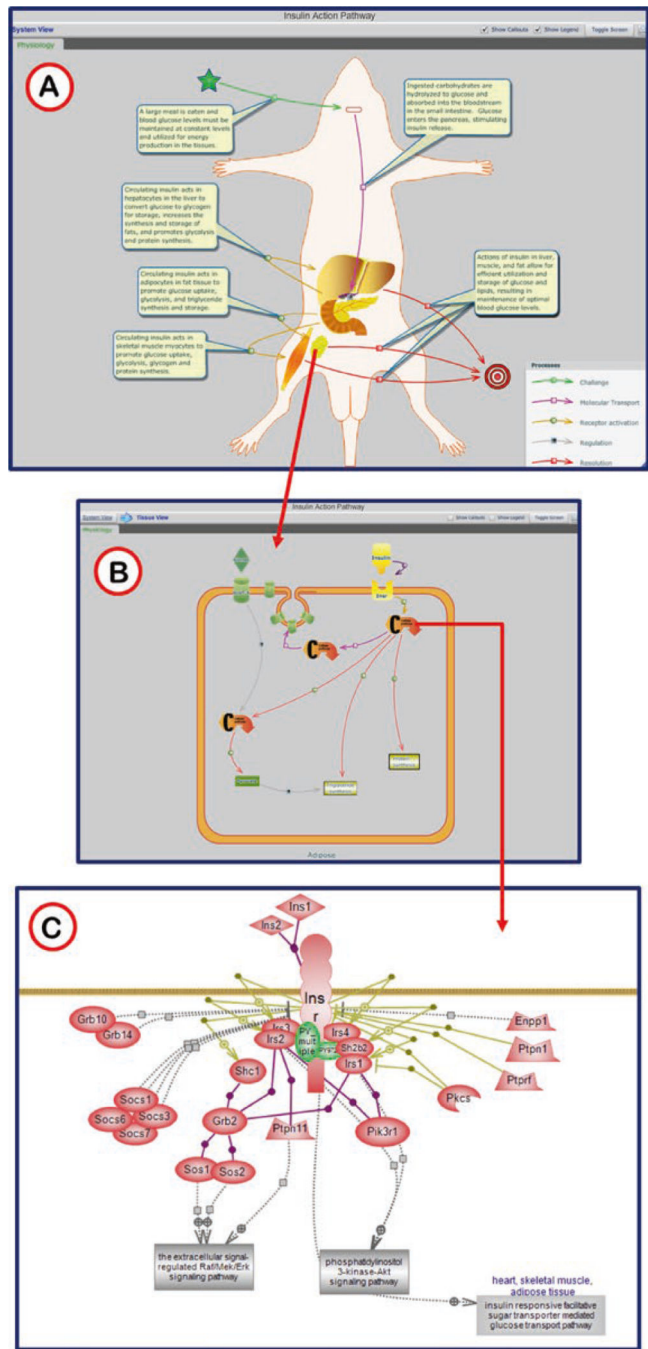 Insulin Action Pathway
System View
Show Callouts
Show Legend
Toggle Screen
Physiology
A
A large meal is eaten and
blood glucose levels must be
maintained at constant levels
and utilized for energy
production in the tissues.
Ingested carbohydrates are
hydrolyzed to glucose and
absorbed into the bloodstream
in the small intestine. Glucose
enters the pancreas, stimulating
insulin release.
Circulating insulin acts in
hepatocytes in the liver to
convert glucose to glycogen
for storage, increases the
synthesis and storage of
fats, and promotes glycolysis
and protein synthesis.
Circulating insulin acts in
adipocytes in fat tissue to
promote glucose uptake,
glycolysis, and triglyceride
synthesis and storage.
Circulating insulin acts in
skeletal muscle myocytes to
promote glucose uptake,
glycolysis, glycogen and
protein synthesis.
Actions of insulin in liver,
muscle, and fat allow for
efficient utilization and
storage of glucose and
lipids, resulting in
maintenance of optimal
blood glucose levels.
Processes
Challenge
Molecular Transport
Receptor activation
Regulation
Resolution
Insulin Action Pathway
System View
Tissue View
Show Callouts
Show Legend
Toggle Screen
Physiology
B
Insulin
C
C
C
Adipose
C
Ins1
Ins2
Ins
r
Grb10
Grb14
Irs3
Irs2
PV_
mult
iple
Irs4
Sh2b2
Irs1
Enpp1
Ptpn1
Ptprf
Pkcs
Shc1
Socs1
Socs3
Socs6
Socs7
Grb2
Ptpn11
Pik3r1
Sos1
Sos2
the extracellular signal-
regulated Raf/Mek/Erk
signaling pathway
phosphatidylinositol
3-kinase-Akt
signaling pathway
heart, skeletal muscle,
adipose tissue
insulin responsive facilitative
sugar transporter mediated
glucose transport pathway